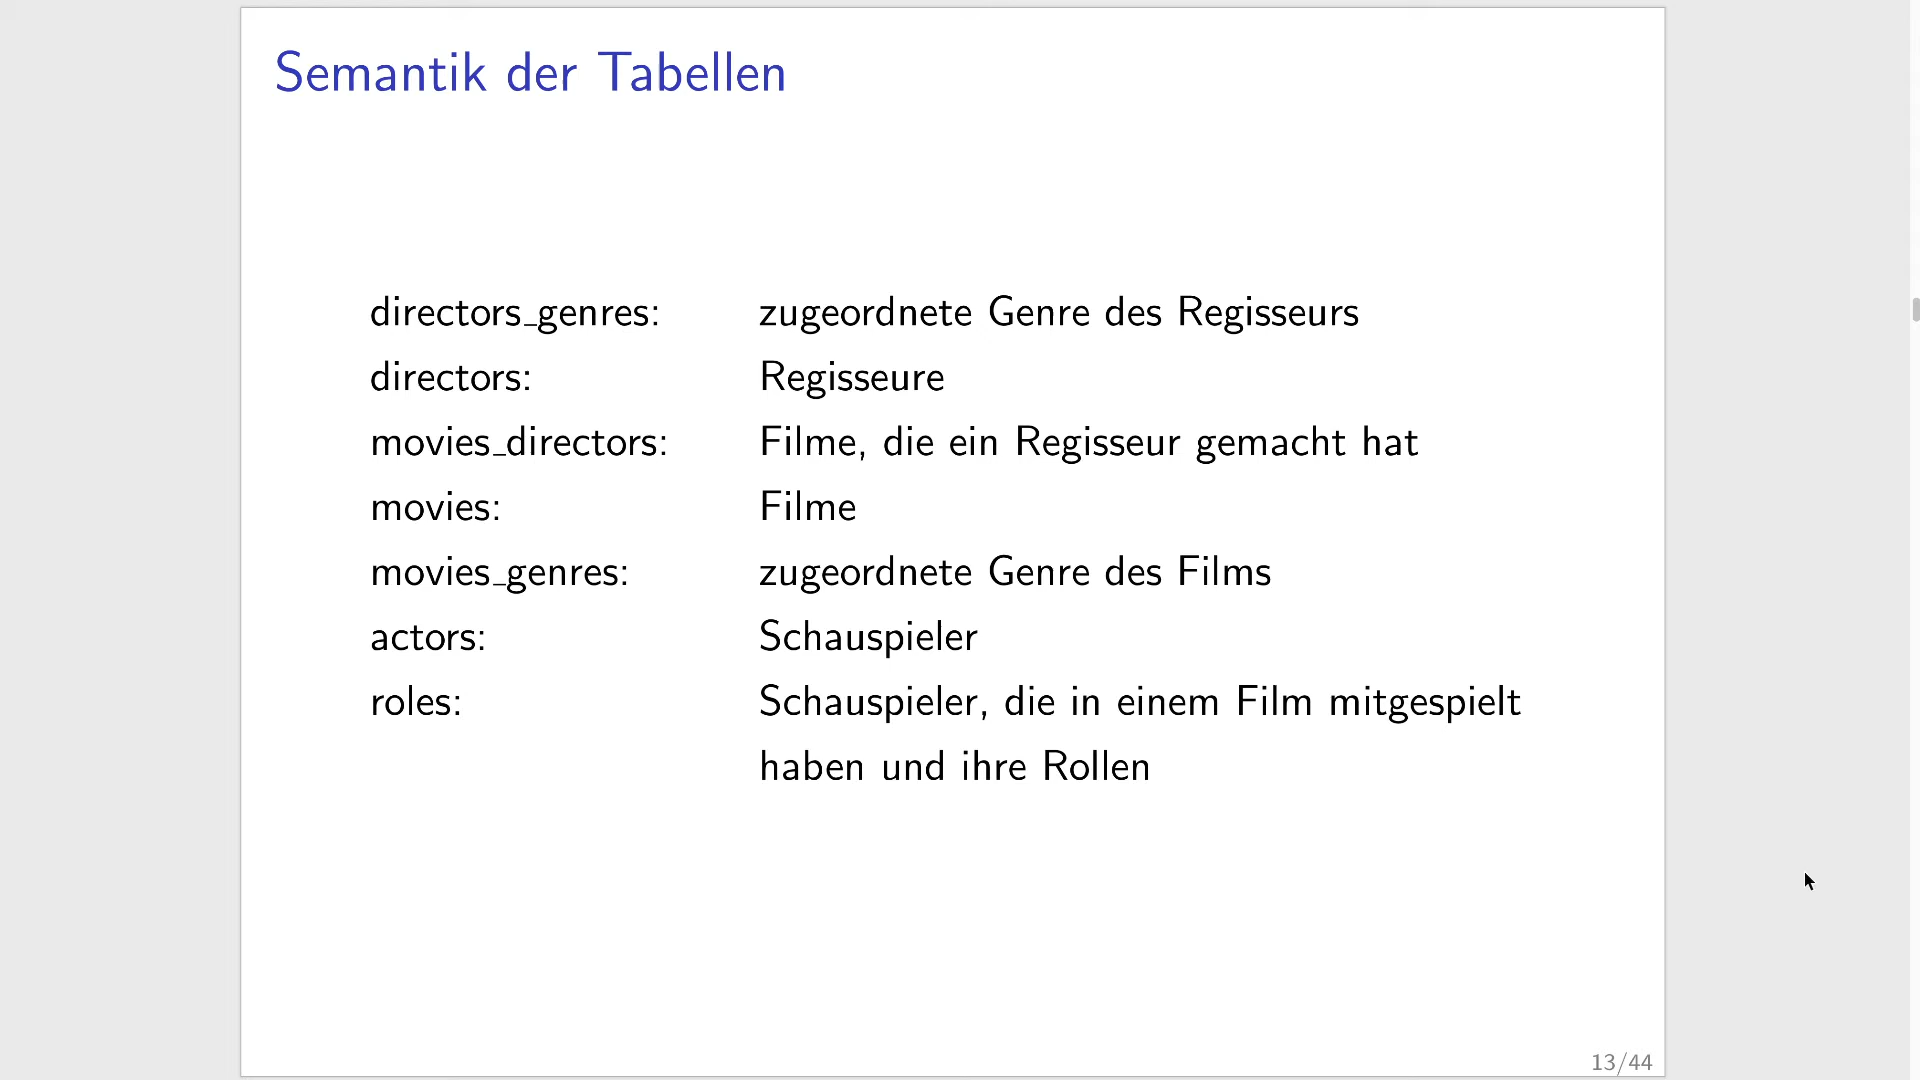 Semantik der Tabellen
directors_genres: zugeordnete Genre des Regisseurs
directors: Regisseure
movies_directors: Filme, die ein Regisseur gemacht hat
movies: Filme
movies_genres: zugeordnete Genre des Films
actors: Schauspieler
roles: Schauspieler, die in einem Film mitgespielt
haben und ihre Rollen
13/44